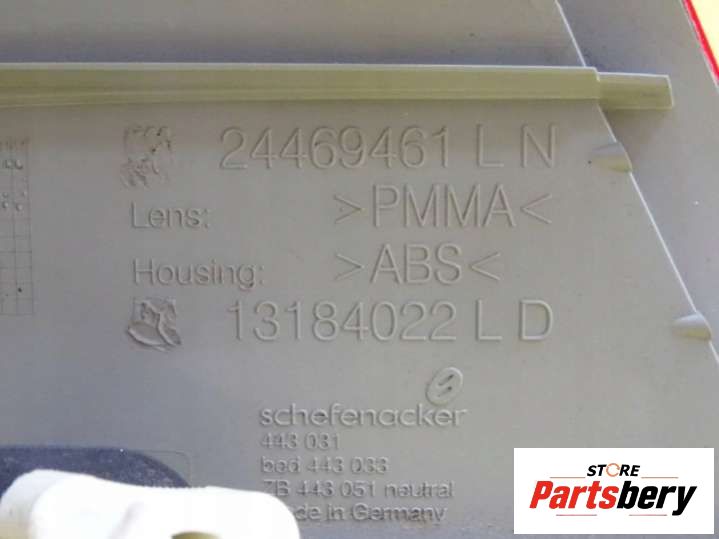 24469461 L N
Lens: >PMMA<
Housing: >ABS<
13184022 L D
schefenacker
443 031
bed 443 033
ZB 443 051 neutral
in Germany
STORE
Partsbery